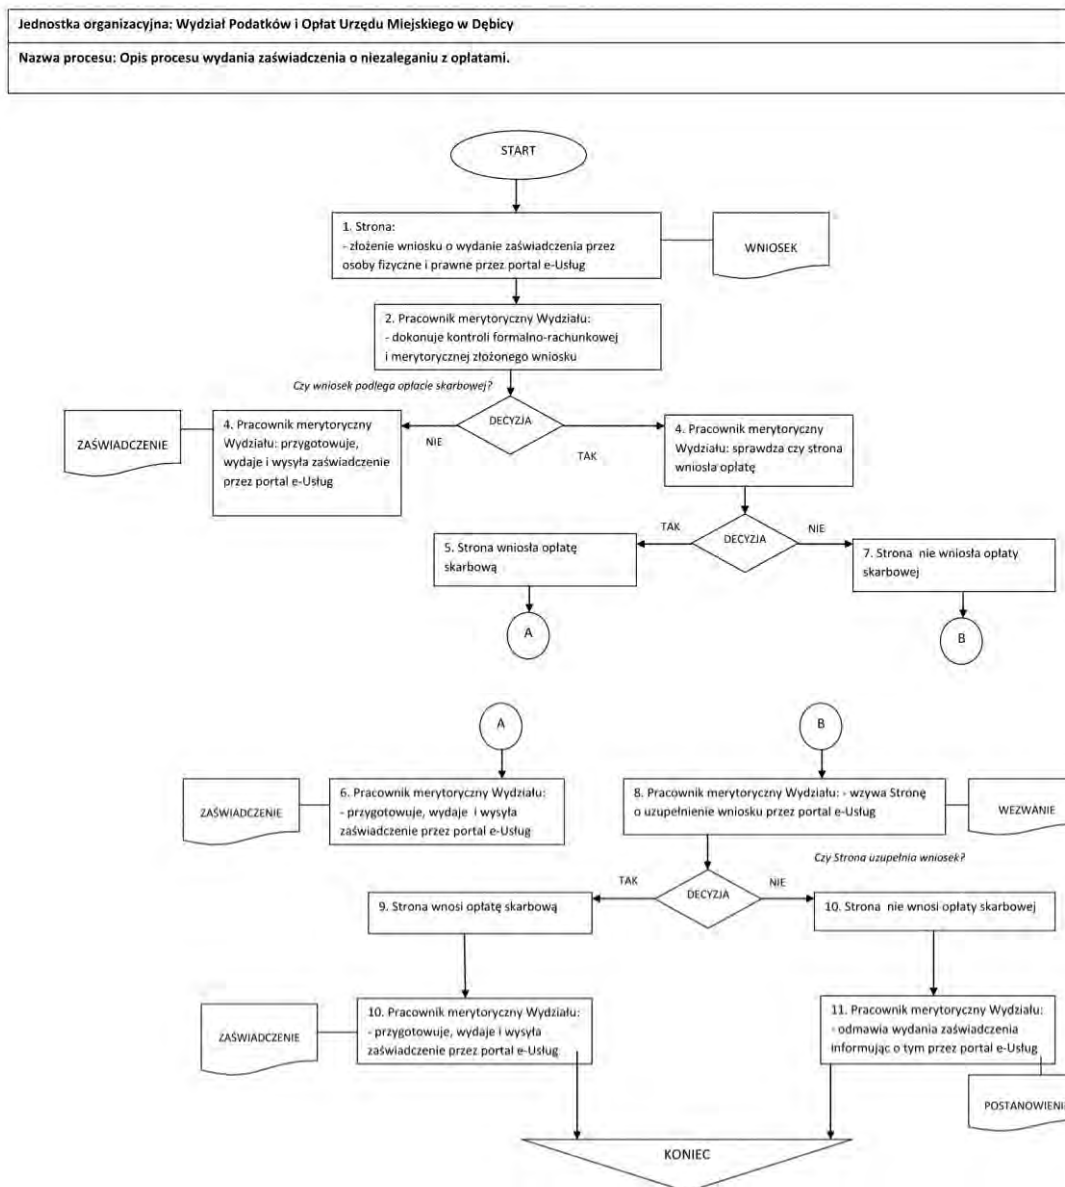 Jednostka organizacyjna: Wydział Podatków i Opłat Urzędu Miejskiego w Dębicy
Nazwa procesu: Opis procesu wydania zaświadczenia o niezaleganiu z opłatami.
START
1. Strona:
- złożenie wniosku o wydanie zaświadczenia przez
osoby fizyczne i prawne przez portal e-Usług
WNIOSEK
2. Pracownik merytoryczny Wydziału:
- dokonuje kontroli formalno-rachunkowej
i merytorycznej złożonego wniosku
Czy wniosek podlega opłacie skarbowej?
DECYZJA
ZAŚWIADCZENIE
4. Pracownik merytoryczny
Wydziału: przygotowuje,
wydaje i wysyła zaświadczenie
przez portal e-Usług
NIE
TAK
4. Pracownik merytoryczny
Wydziału: sprawdza czy strona
wniosła opłatę
TAK
DECYZJA
NIE
5. Strona wniosła opłatę
skarbową
7. Strona nie wniosła opłaty
skarbowej
A
B
A
B
ZAŚWIADCZENIE
6. Pracownik merytoryczny Wydziału:
- przygotowuje, wydaje i wysyła
zaświadczenie przez portal e-Usług
8. Pracownik merytoryczny Wydziału: - wzywa Stronę
o uzupełnienie wniosku przez portal e-Usług
WEZWANIE
Czy Strona uzupełnia wniosek?
TAK
DECYZJA
NIE
9. Strona wnosi opłatę skarbową
10. Strona nie wnosi opłaty skarbowej
ZAŚWIADCZENIE
10. Pracownik merytoryczny Wydziału:
- przygotowuje, wydaje i wysyła
zaświadczenie przez portal e-Usług
11. Pracownik merytoryczny Wydziału:
- odmawia wydania zaświadczenia
informując o tym przez portal e-Usług
POSTANOWIENIE
KONIEC